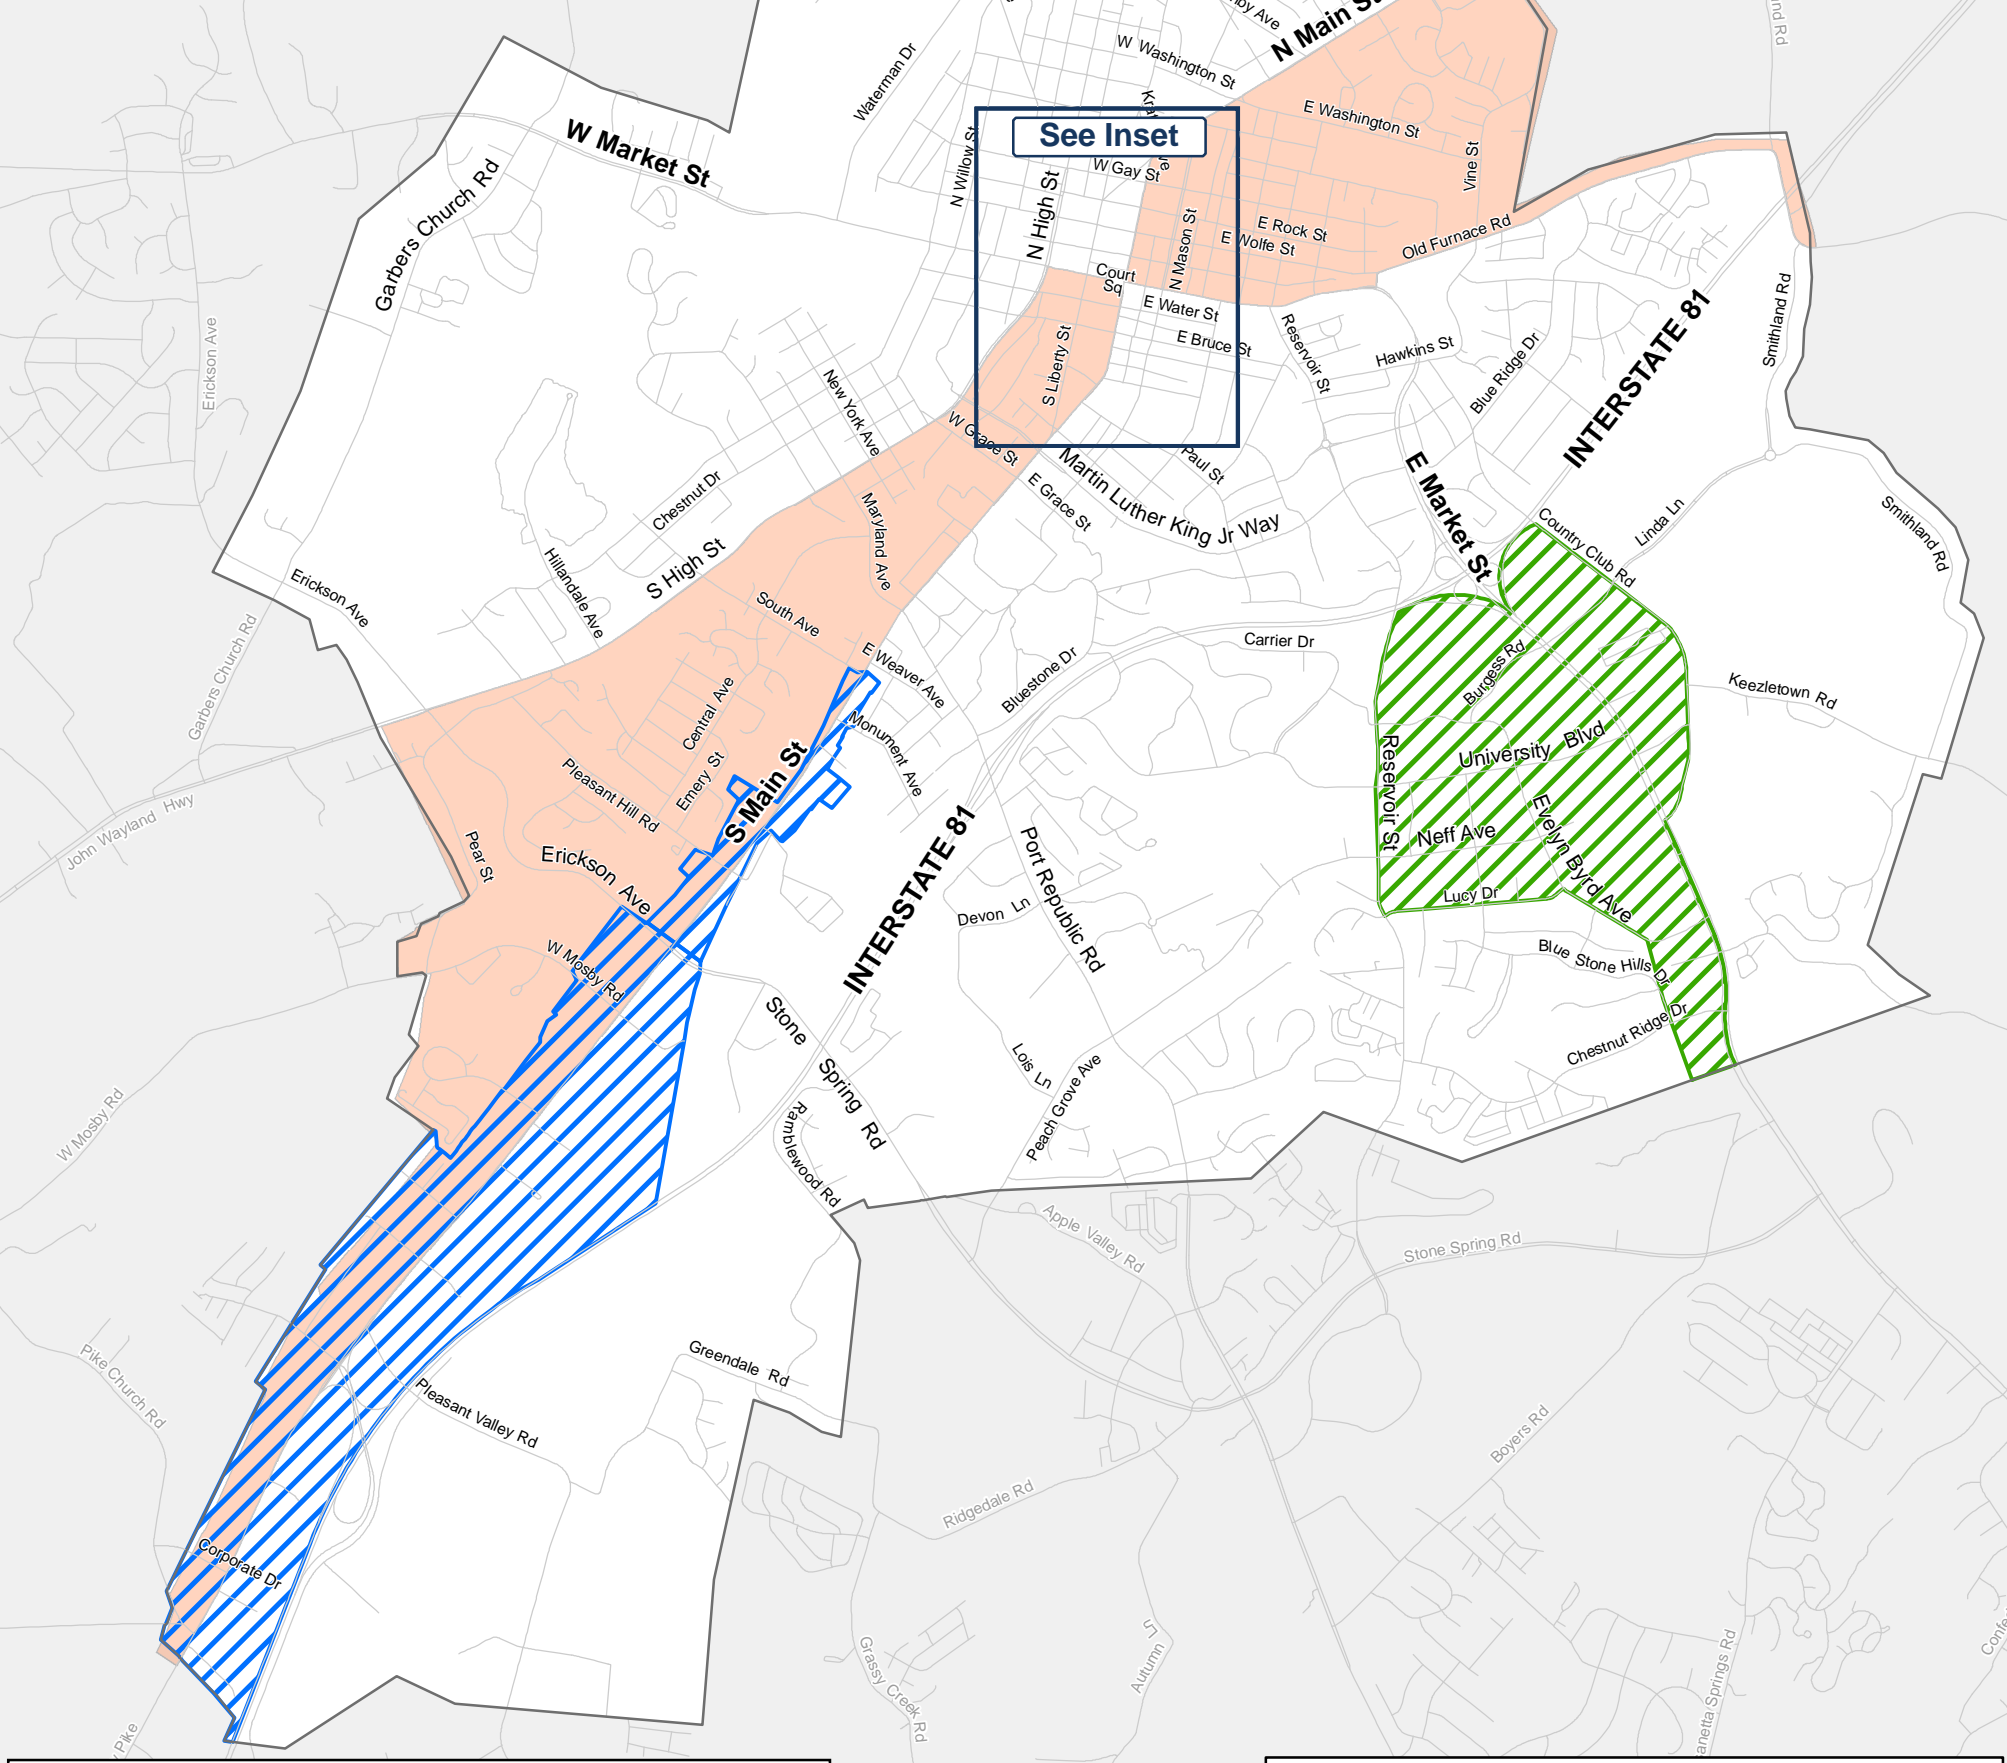 N Main St
W Washington St
Waterman Dr
E Washington St
See Inset
W Market St
N Willow St
W Gay St
Vine St
Garbers Church Rd
N High St
N Mason St
E Rock St
E Wolfe St
Old Furnace Rd
Court
Sq
E Water St
Smithland Rd
INTERSTATE 81
Erickson Ave
S Liberty St
E Bruce St
Reservoir St
Hawkins St
Blue Ridge Dr
New York Ave
W Grace St
Martin Luther King Jr Way
Paul St
E Market St
Chestnut Dr
E Grace St
Maryland Ave
Country Club Rd
Linda Ln
Smithland Rd
S High St
Hillandale Ave
Erickson Ave
South Ave
Garbers Church Rd
E Weaver Ave
Bluestone Dr
Carrier Dr
Burgess Rd
Keezletown Rd
Central Ave
Monument Ave
University Blvd
Reservoir St
S Main St
Emery St
Pleasant Hill Rd
John Wayland Hwy
Pear St
Erickson Ave
INTERSTATE 81
Port Republic Rd
Neff Ave
Evelyn Byrd Ave
Lucy Dr
Devon Ln
W Mosby Rd
Blue Stone Hills Dr
Stone Spring Rd
Chestnut Ridge Dr
Lois Ln
Peach Grove Ave
W Mosby Rd
Ramblewood Rd
Apple Valley Rd
Stone Spring Rd
Pike Church Rd
Greendale Rd
Pleasant Valley Rd
Boyers Rd
Ridgedale Rd
Corporate Dr
Grassy Creek Rd
Autumn Ln
Pike